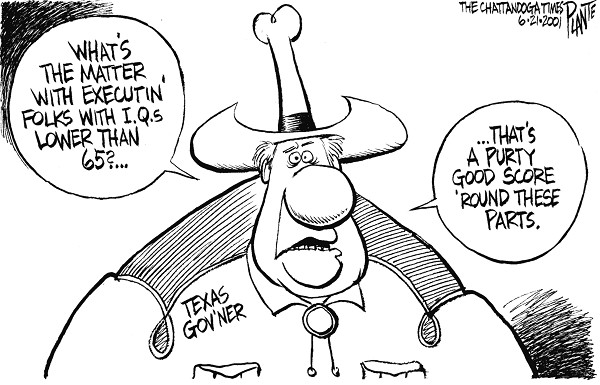 THE CHATTANOOGA TIMES
6·21·2001
PLANTE
WHAT'S
THE MATTER
WITH EXECUTIN'
FOLKS WITH I.Q.s
LOWER THAN
65?...
...THAT'S
A PURTY
GOOD SCORE
'ROUND THESE
PARTS.
TEXAS
GOV'NER